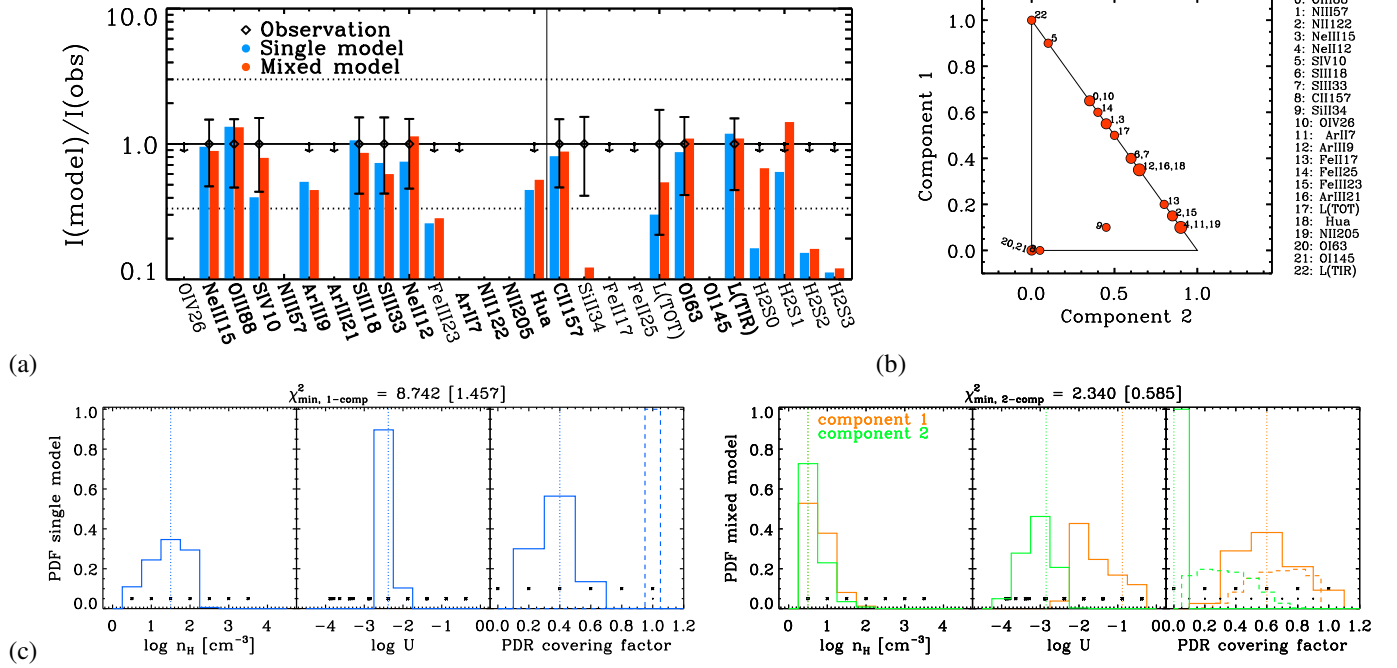 10.0
1.0
0.1
I(model)/I(obs)
Observation
Single model
Mixed model
OIV26
NeIII15
OIII88
SIV10
NIII57
ArIII9
ArIII21
SIII18
SIII33
NeII12
FeIII23
ArII7
NII122
NII205
Hua
CII157
SiII34
FeII17
FeII25
L(TOT)
OI63
OI145
L(TIR)
H2S0
H2S1
H2S2
H2S3
(a)
1.0
0.8
0.6
0.4
0.2
0.0
Component 1
22
5
0,10
14
1,3
17
6,7
12,16,18
13
2,15
4,11,19
9
20,21
0.0 0.5 1.0
Component 2
1: NIII57
2: NII122
3: NeIII15
4: NeII12
5: SIV10
6: SIII18
7: SIII33
8: CII157
9: SiII34
10: OIV26
11: ArII7
12: ArIII9
13: FeII17
14: FeII25
15: FeIII23
16: ArIII21
17: L(TOT)
18: Hua
19: NII205
20: OI63
21: OI145
22: L(TIR)
(b)
χ²min, 1-comp = 8.742 [1.457]
PDF single model
1.0
0.8
0.6
0.4
0.2
0.0
0 1 2 3 4
log nH [cm⁻³]
−4 −3 −2 −1
log U
0.0 0.2 0.4 0.6 0.8 1.0 1.2
PDR covering factor
χ²min, 2-comp = 2.340 [0.585]
PDF mixed model
1.0
0.8
0.6
0.4
0.2
0.0
component 1
component 2
0 1 2 3 4
log nH [cm⁻³]
−4 −3 −2 −1
log U
0.0 0.2 0.4 0.6 0.8 1.0 1.2
PDR covering factor
(c)